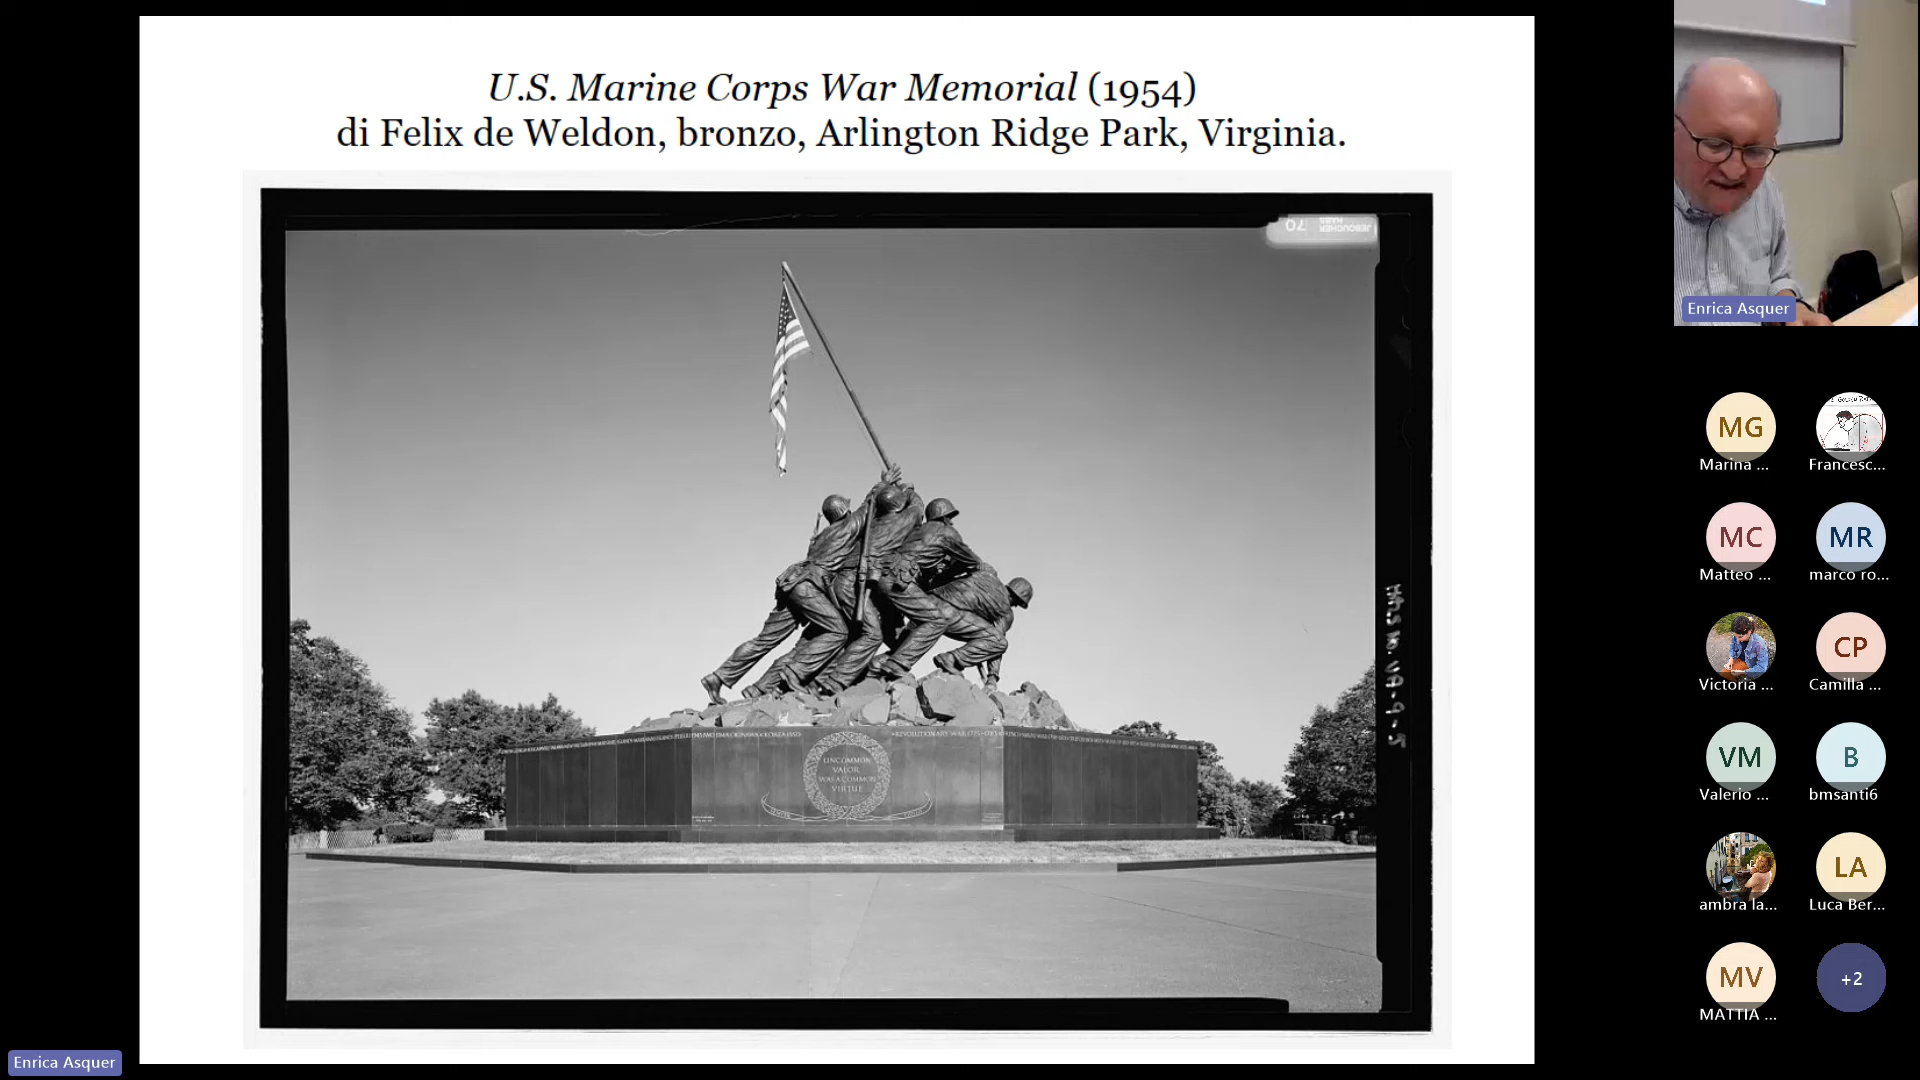 U.S. Marine Corps War Memorial (1954)
di Felix de Weldon, bronzo, Arlington Ridge Park, Virginia.
70
UNCOMMON
VALOR
WAS A COMMON
VIRTUE
Enrica Asquer
MG
Marina ...
Francesc...
MC
Matteo ...
MR
marco ro...
Victoria ...
CP
Camilla ...
VM
Valerio ...
B
bmsanti6
ambra la...
LA
Luca Ber...
MV
MATTIA ...
+2
Enrica Asquer